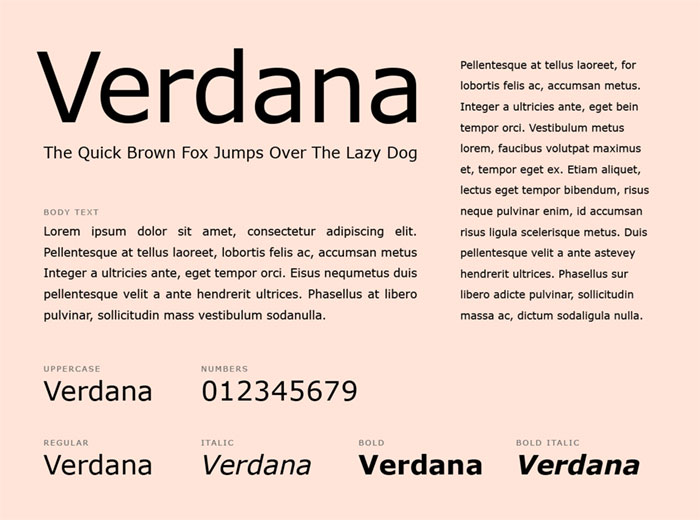 Verdana
The Quick Brown Fox Jumps Over The Lazy Dog
BODY TEXT
Lorem ipsum dolor sit amet, consectetur adipiscing elit.
Pellentesque at tellus laoreet, lobortis felis ac, accumsan metus
Integer a ultricies ante, eget tempor orci. Eisus nequmetus duis
pellentesque velit a ante hendrerit ultrices. Phasellus at libero
pulvinar, sollicitudin mass vestibulum sodanulla.
Pellentesque at tellus laoreet, for
lobortis felis ac, accumsan metus.
Integer a ultricies ante, eget bein
tempor orci. Vestibulum metus
lorem, faucibus volutpat maximus
et, tempor eget ex. Etiam aliquet,
lectus eget tempor bibendum, risus
neque pulvinar enim, id accumsan
risus ligula scelerisque metus. Duis
pellentesque velit a ante astevey
hendrerit ultrices. Phasellus sur
libero adicte pulvinar, sollicitudin
massa ac, dictum sodaligula nulla.
UPPERCASE
Verdana
NUMBERS
012345679
REGULAR
Verdana
ITALIC
Verdana
BOLD
Verdana
BOLD ITALIC
Verdana